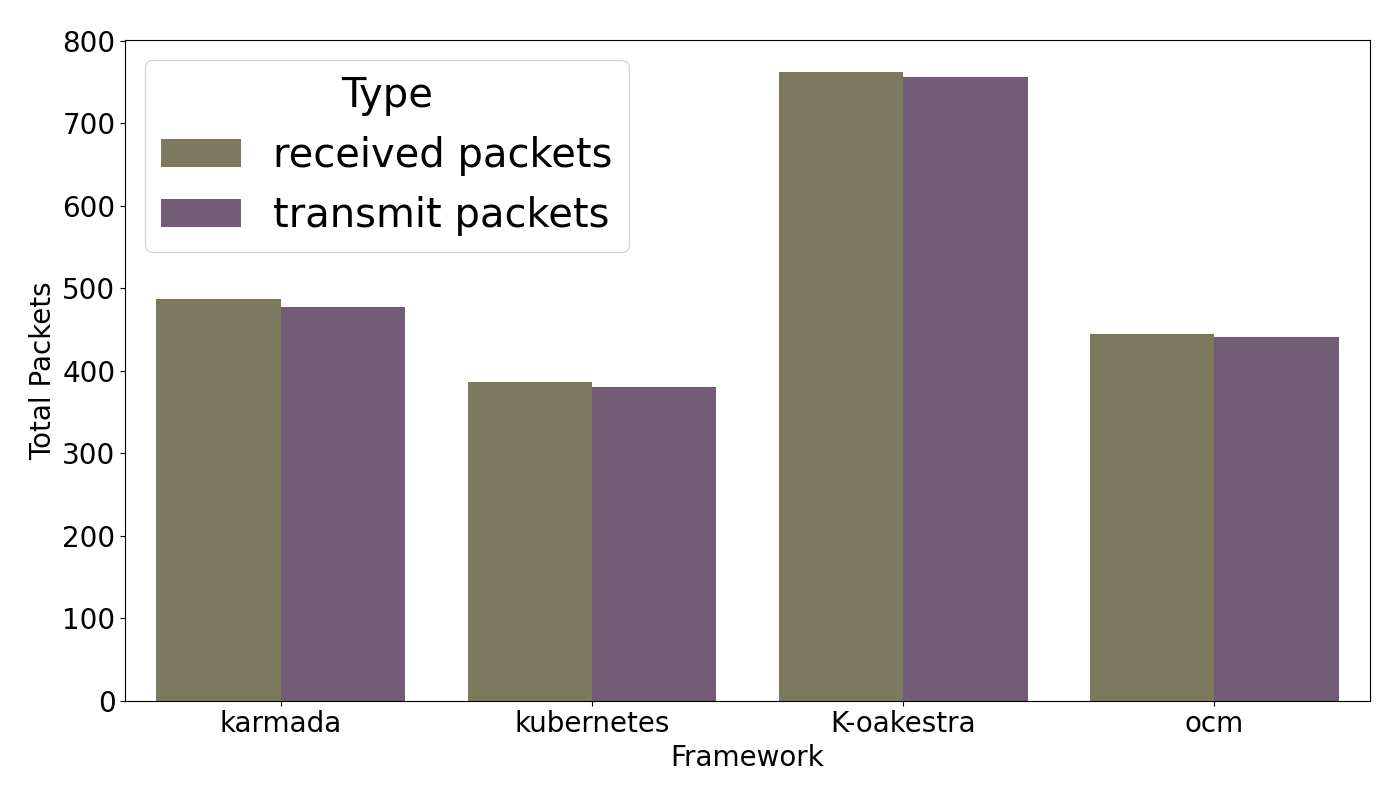 Total Packets
800
700
600
500
400
300
200
100
0
Type
received packets
transmit packets
karmada kubernetes K-oakestra ocm
Framework